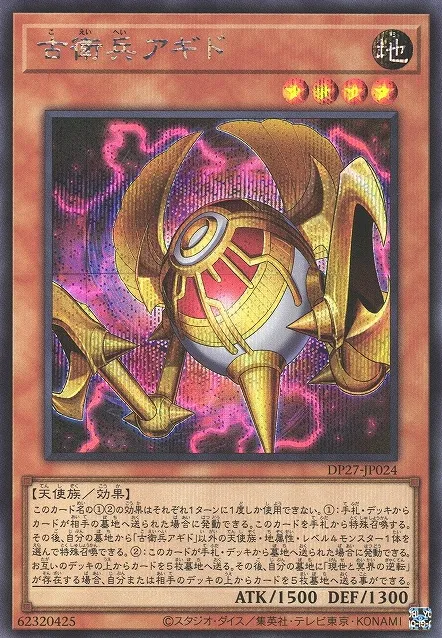 古衛兵アギド
地
DP27-JP024
【天使族／効果】
このカード名の①②の効果はそれぞれ1ターンに1度しか使用できない。①：手札・デッキから
カードが相手の墓地へ送られた場合に発動できる。このカードを手札から特殊召喚する。
その後、自分の墓地から「古衛兵アギド」以外の天使族・地属性・レベル4モンスター1体を
選んで特殊召喚できる。②：このカードが手札・デッキから墓地へ送られた場合に発動できる。
お互いのデッキの上からカードを5枚墓地へ送る。その後、自分の墓地に「現世と冥界の逆転」
が存在する場合、自分または相手のデッキの上からカードを5枚墓地へ送る事ができる。
ATK/1500 DEF/1300
62320425
©スタジオ・ダイス／集英社・テレビ東京・KONAMI